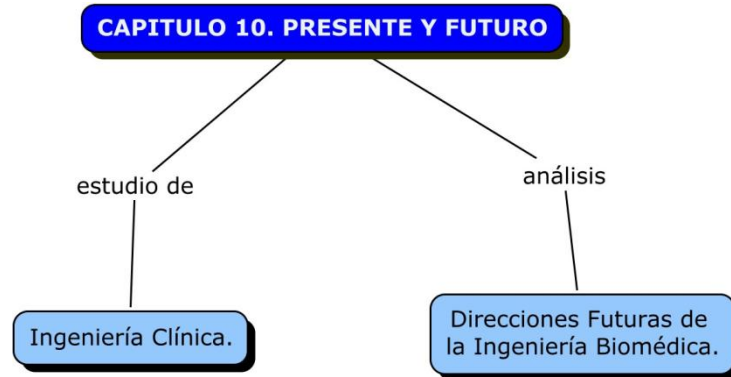 CAPITULO 10. PRESENTE Y FUTURO
estudio de
análisis
Ingeniería Clínica.
Direcciones Futuras de
la Ingeniería Biomédica.